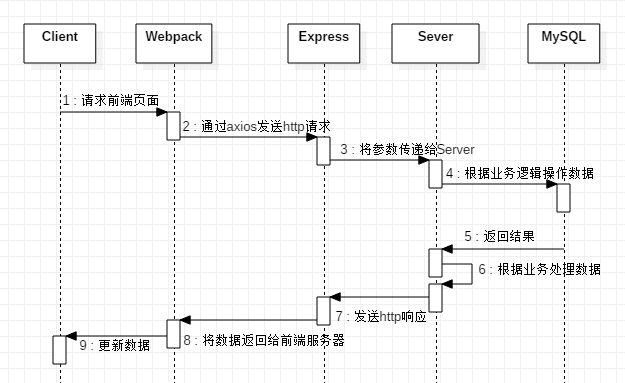 Client Webpack Express Sever MySQL
1 : 请求前端页面
2 : 通过axios发送http请求
3 : 将参数传递给Server
4 : 根据业务逻辑操作数据
5 : 返回结果
6 : 根据业务处理数据
7 : 发送http响应
8 : 将数据返回给前端服务器
9 : 更新数据